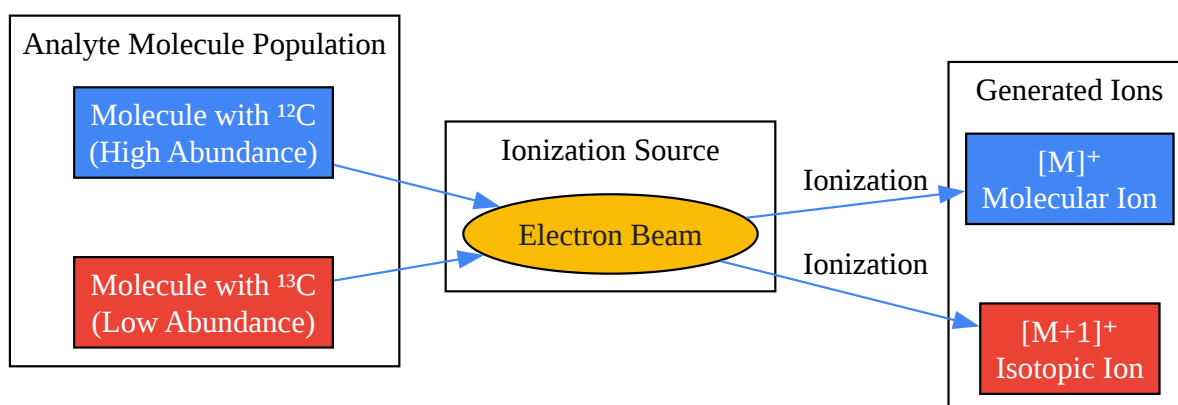 Analyte Molecule Population
Molecule with ¹²C
(High Abundance)
Molecule with ¹³C
(Low Abundance)
Ionization Source
Electron Beam
Ionization
Ionization
Generated Ions
[M]⁺
Molecular Ion
[M+1]⁺
Isotopic Ion